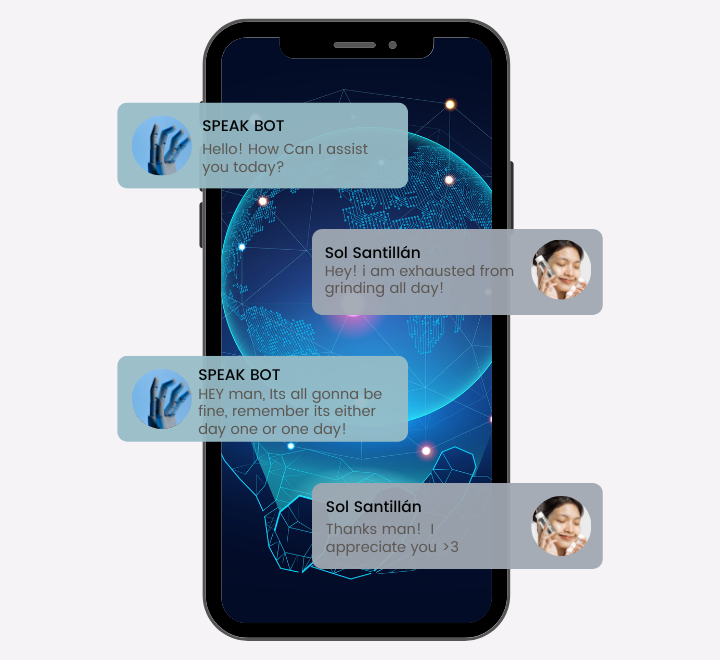 SPEAK BOT
Hello! How Can I assist
you today?
Sol Santillán
Hey! i am exhausted from
grinding all day!
SPEAK BOT
HEY man, Its all gonna be
fine, remember its either
day one or one day!
Sol Santillán
Thanks man!  I
appreciate you >3